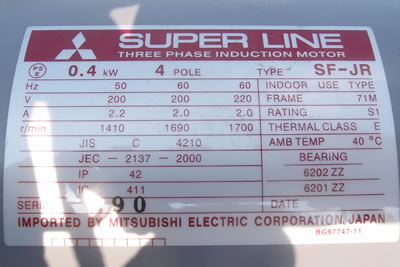 SUPER LINE
THREE PHASE INDUCTION MOTOR
PS E 0.4 kW 4 POLE TYPE SF-JR
Hz 50 60 60 INDOOR USE TYPE
V 200 200 220 FRAME 71M
A 2.2 2.0 2.0 RATING S1
r/min 1410 1690 1700 THERMAL CLASS E
JIS C 4210 AMB TEMP 40 °C
JEC - 2137 - 2000 BEARING
IP 42 6202 ZZ
IC 411 6201 ZZ
SERIAL 90 DATE
IMPORTED BY MITSUBISHI ELECTRIC CORPORATION, JAPAN
BG97747-11